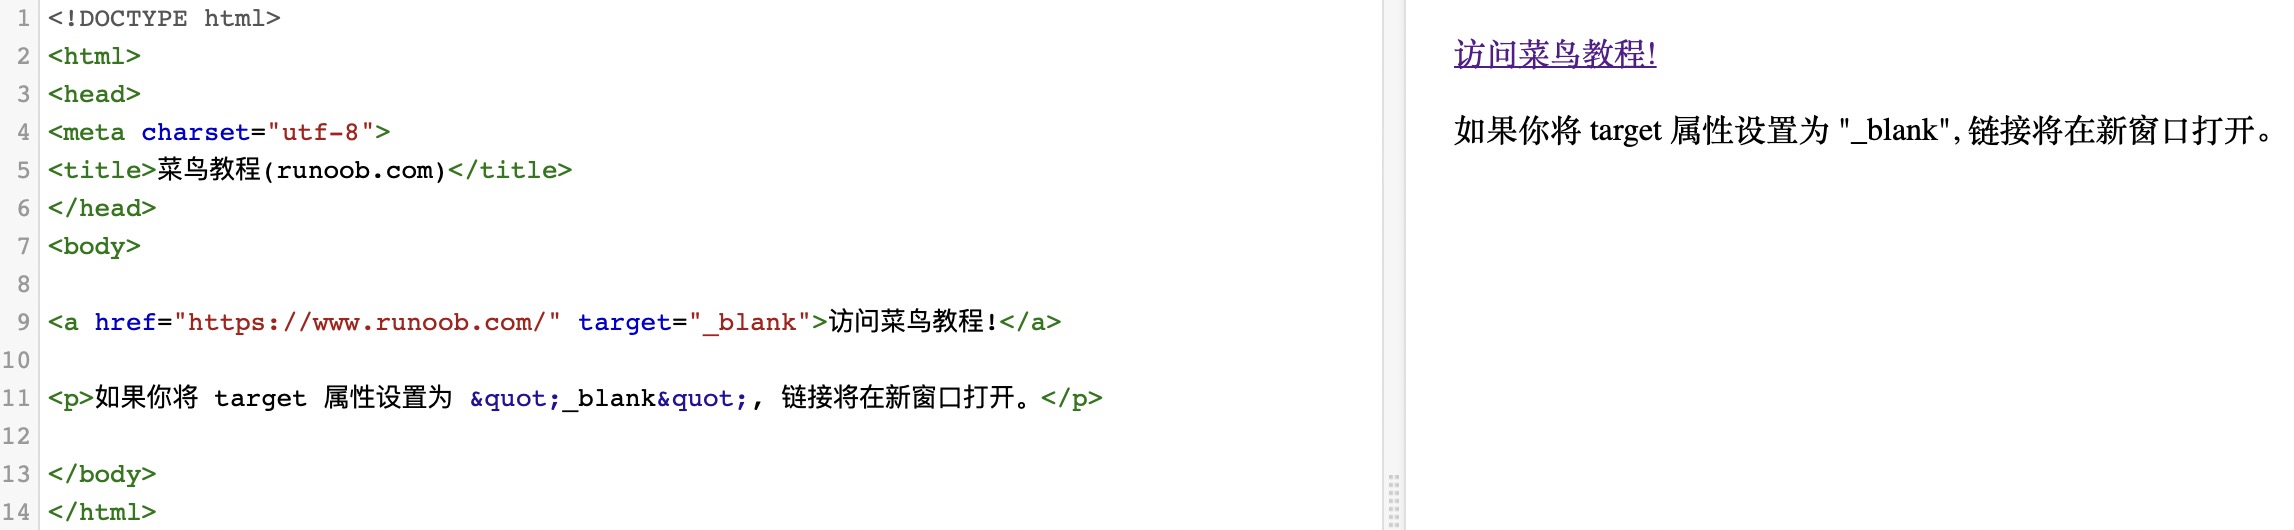 1 <!DOCTYPE html>
2 <html>
3 <head>
4 <meta charset="utf-8">
5 <title>菜鸟教程(runoob.com)</title>
6 </head>
7 <body>
8
9 <a href="https://www.runoob.com/" target="_blank">访问菜鸟教程!</a>
10
11 <p>如果你将 target 属性设置为 &quot;_blank&quot;, 链接将在新窗口打开。</p>
12
13 </body>
14 </html>
访问菜鸟教程!
如果你将 target 属性设置为 "_blank", 链接将在新窗口打开。